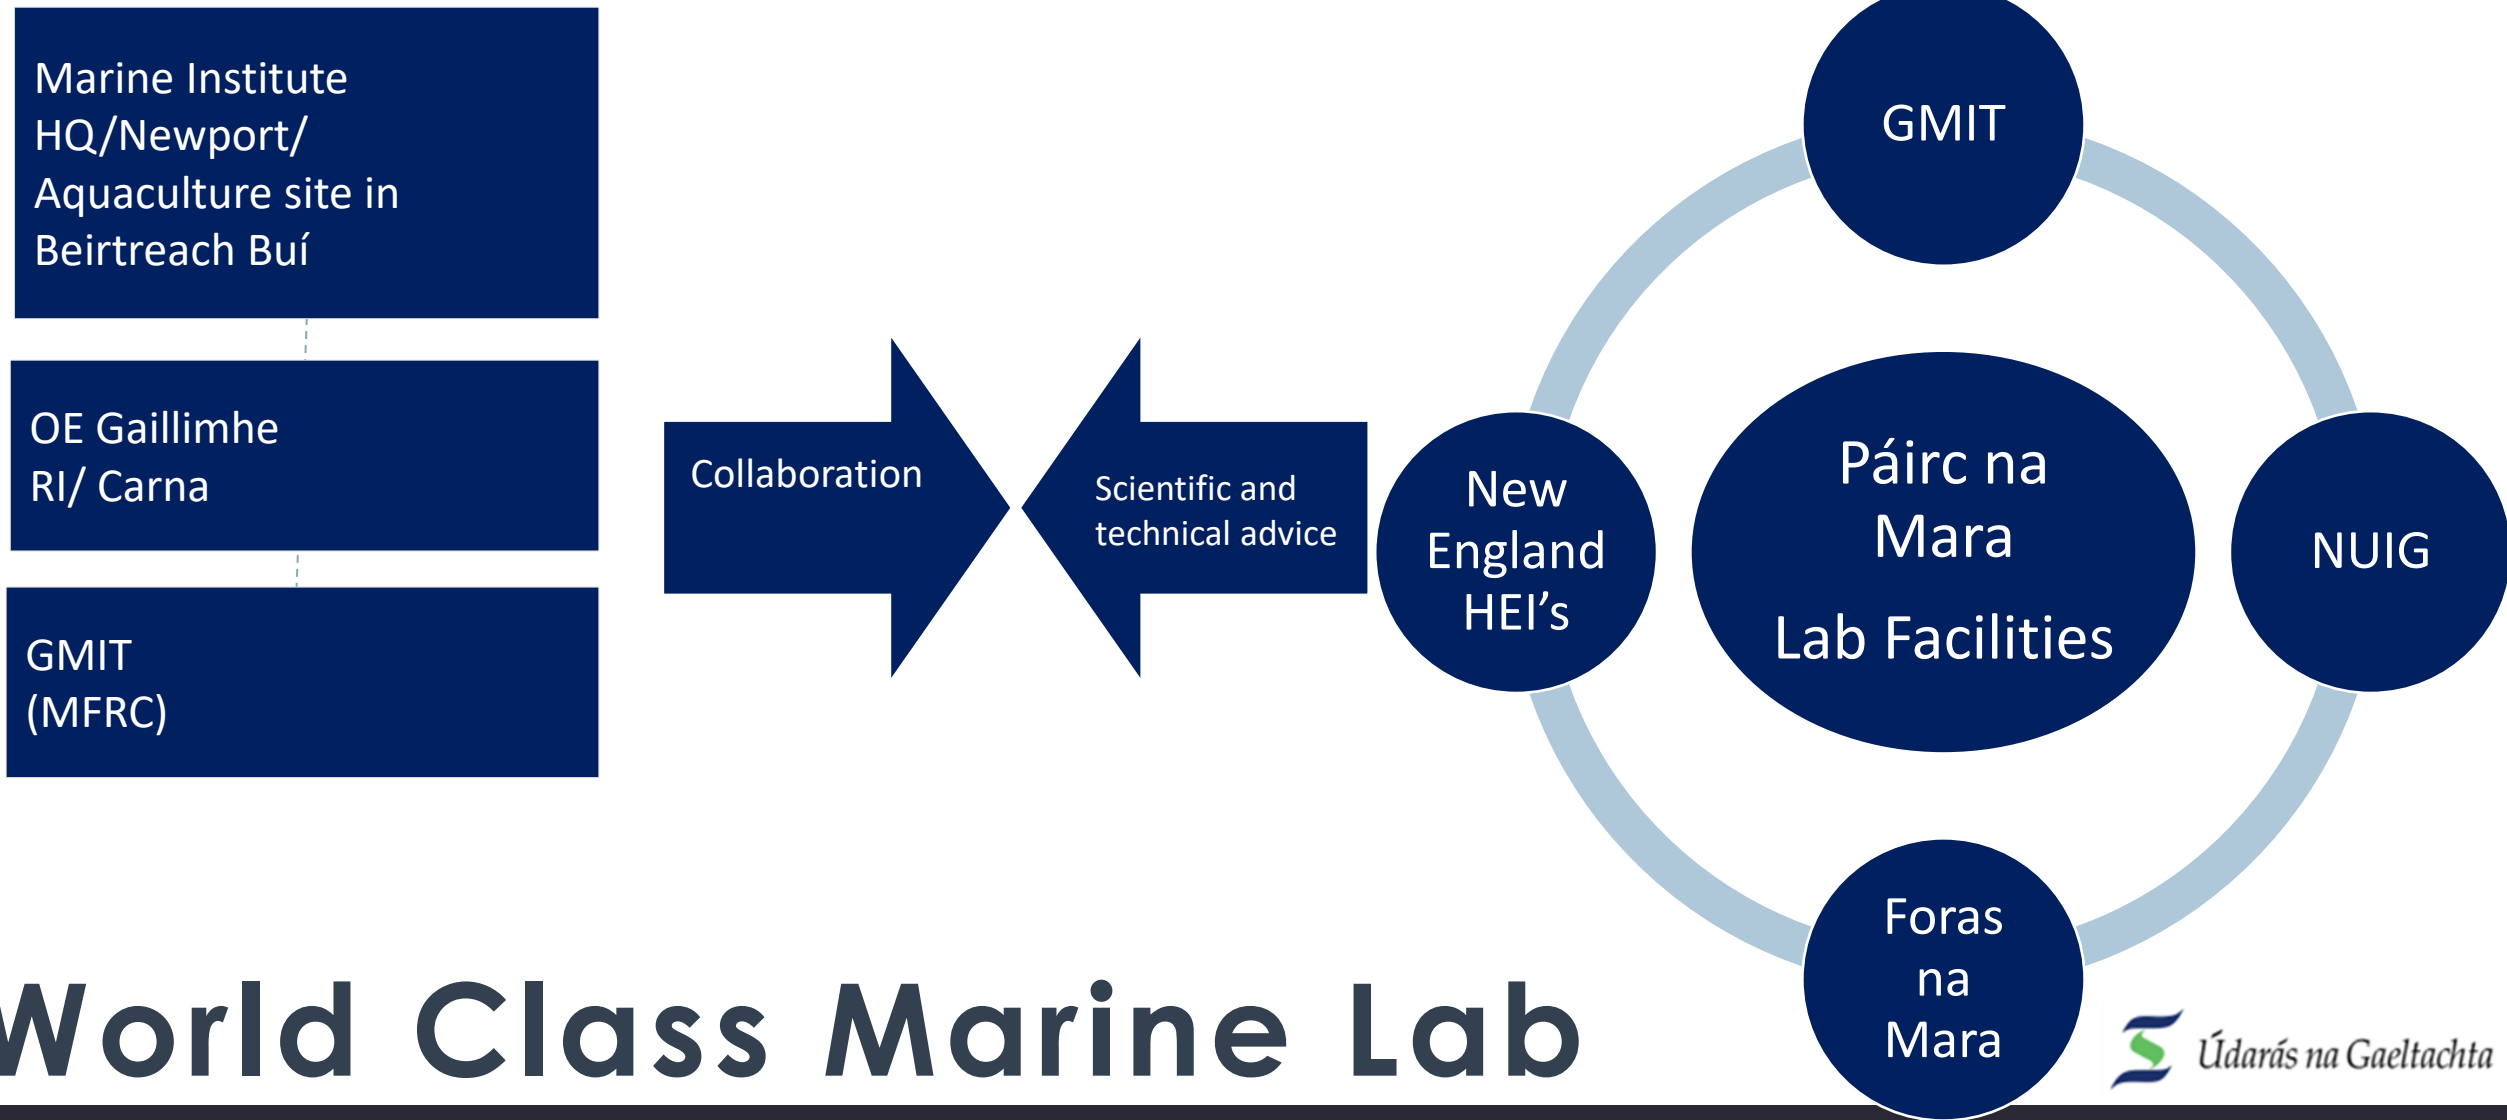 Marine Institute
HQ/Newport/
Aquaculture site in
Beirtreach Buí
OE Gaillimhe
RI/ Carna
GMIT
(MFRC)
Collaboration
Scientific and
technical advice
GMIT
New
England
HEI’s
Páirc na
Mara
Lab Facilities
NUIG
Foras
na
Mara
World Class Marine Lab
Údarás na Gaeltachta